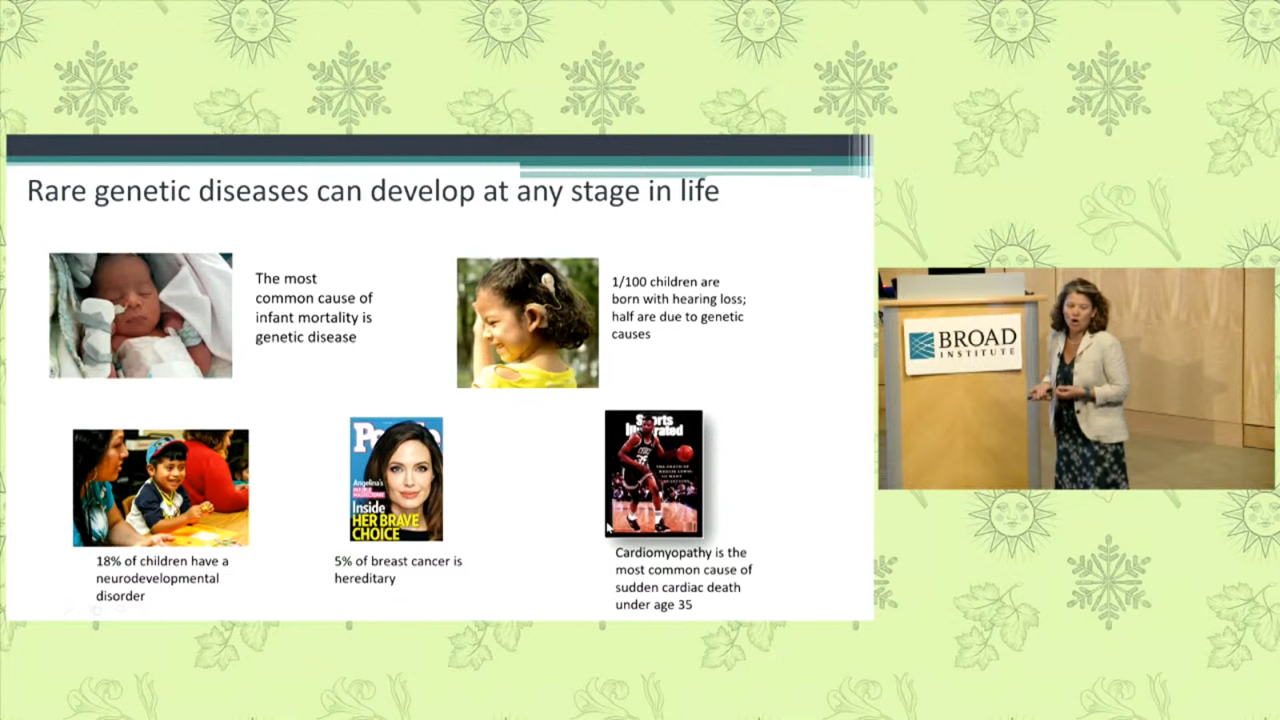 Rare genetic diseases can develop at any stage in life
The most
common cause of
infant mortality is
genetic disease
1/100 children are
born with hearing loss;
half are due to genetic
causes
BROAD
INSTITUTE
People
Angelina's
Inside
HER BRAVE
CHOICE
Sports
Illustrated
18% of children have a
neurodevelopmental
disorder
5% of breast cancer is
hereditary
Cardiomyopathy is the
most common cause of
sudden cardiac death
under age 35